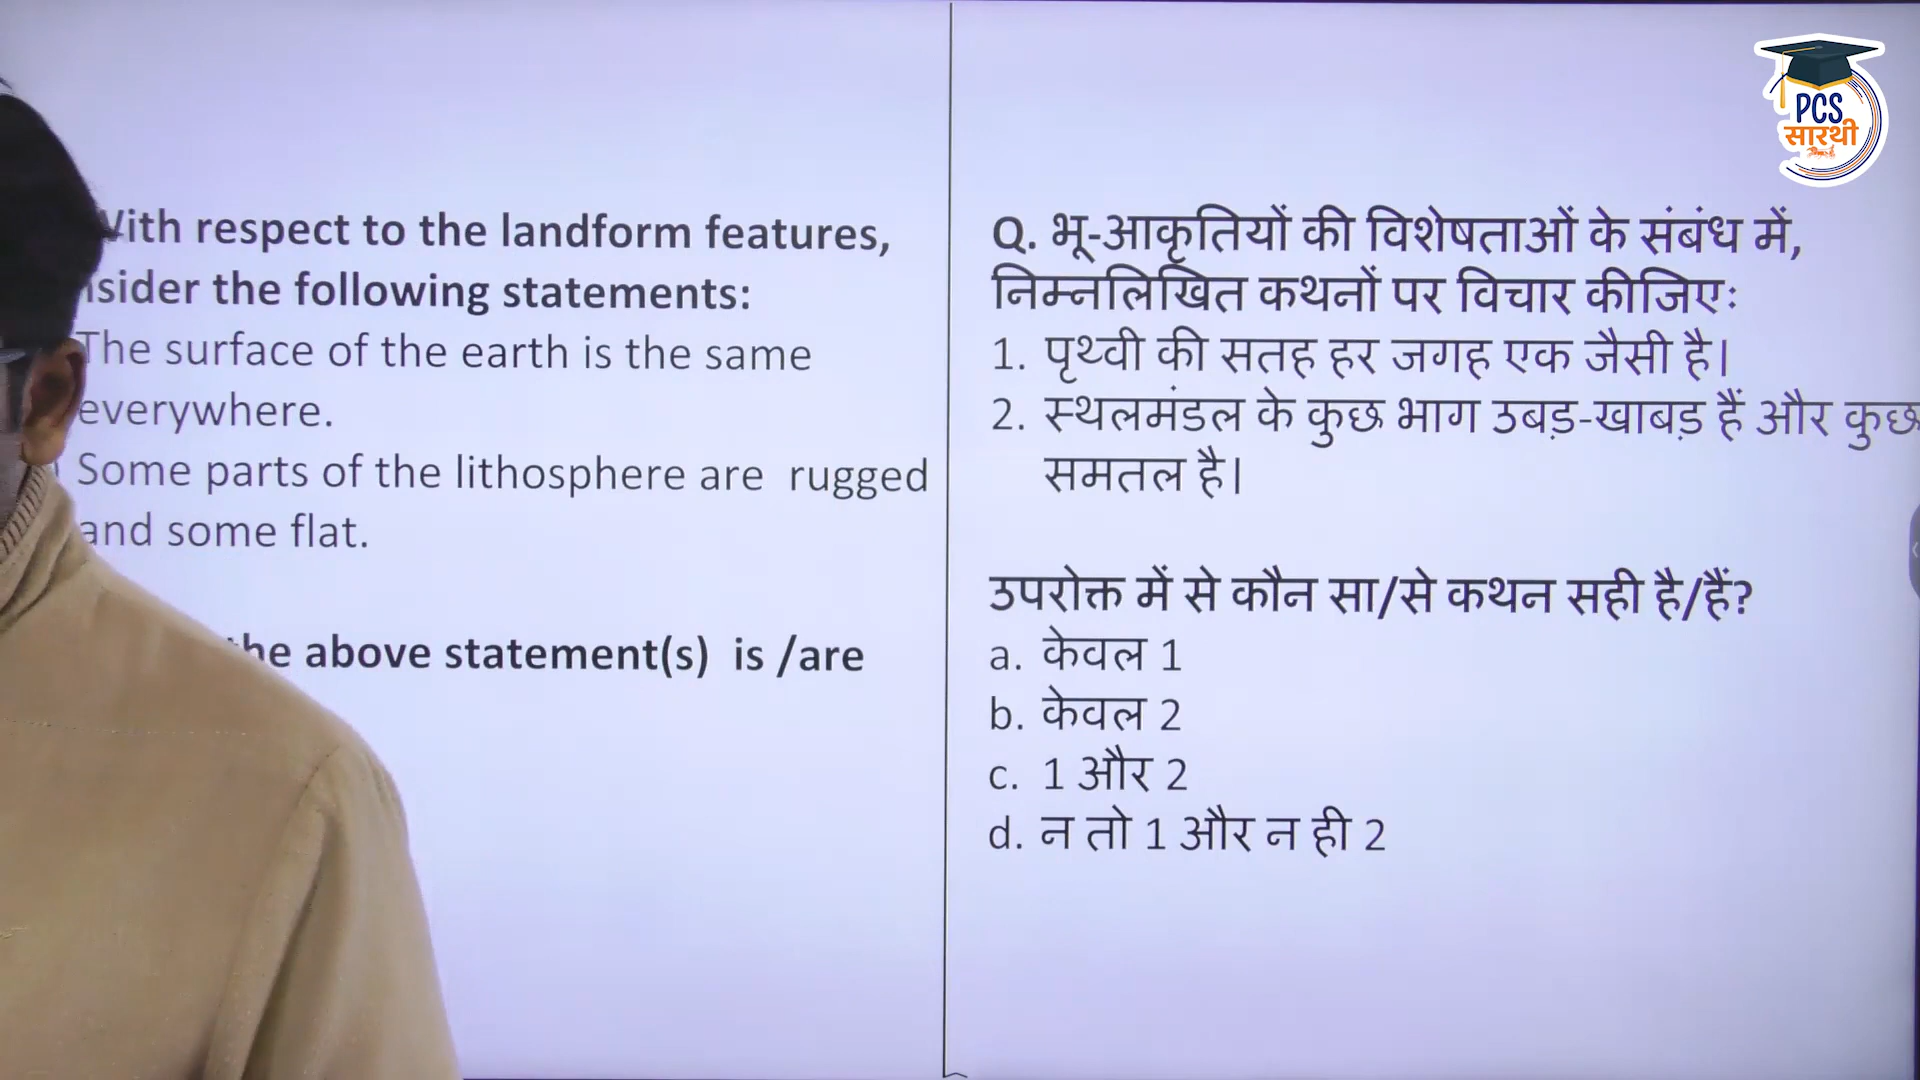 With respect to the landform features,
the following statements:
The surface of the earth is the same
everywhere.
Some parts of the lithosphere are rugged
and some flat.
above statement(s) is /are
PCS
सारथी
Q. भू-आकृतियों की विशेषताओं के संबंध में,
निम्नलिखित कथनों पर विचार कीजिए:
1. पृथ्वी की सतह हर जगह एक जैसी है।
2. स्थलमंडल के कुछ भाग उबड़-खाबड़ हैं और कुछ
समतल है।
उपरोक्त में से कौन सा/से कथन सही है/हैं?
a. केवल 1
b. केवल 2
c. 1 और 2
d. न तो 1 और न ही 2